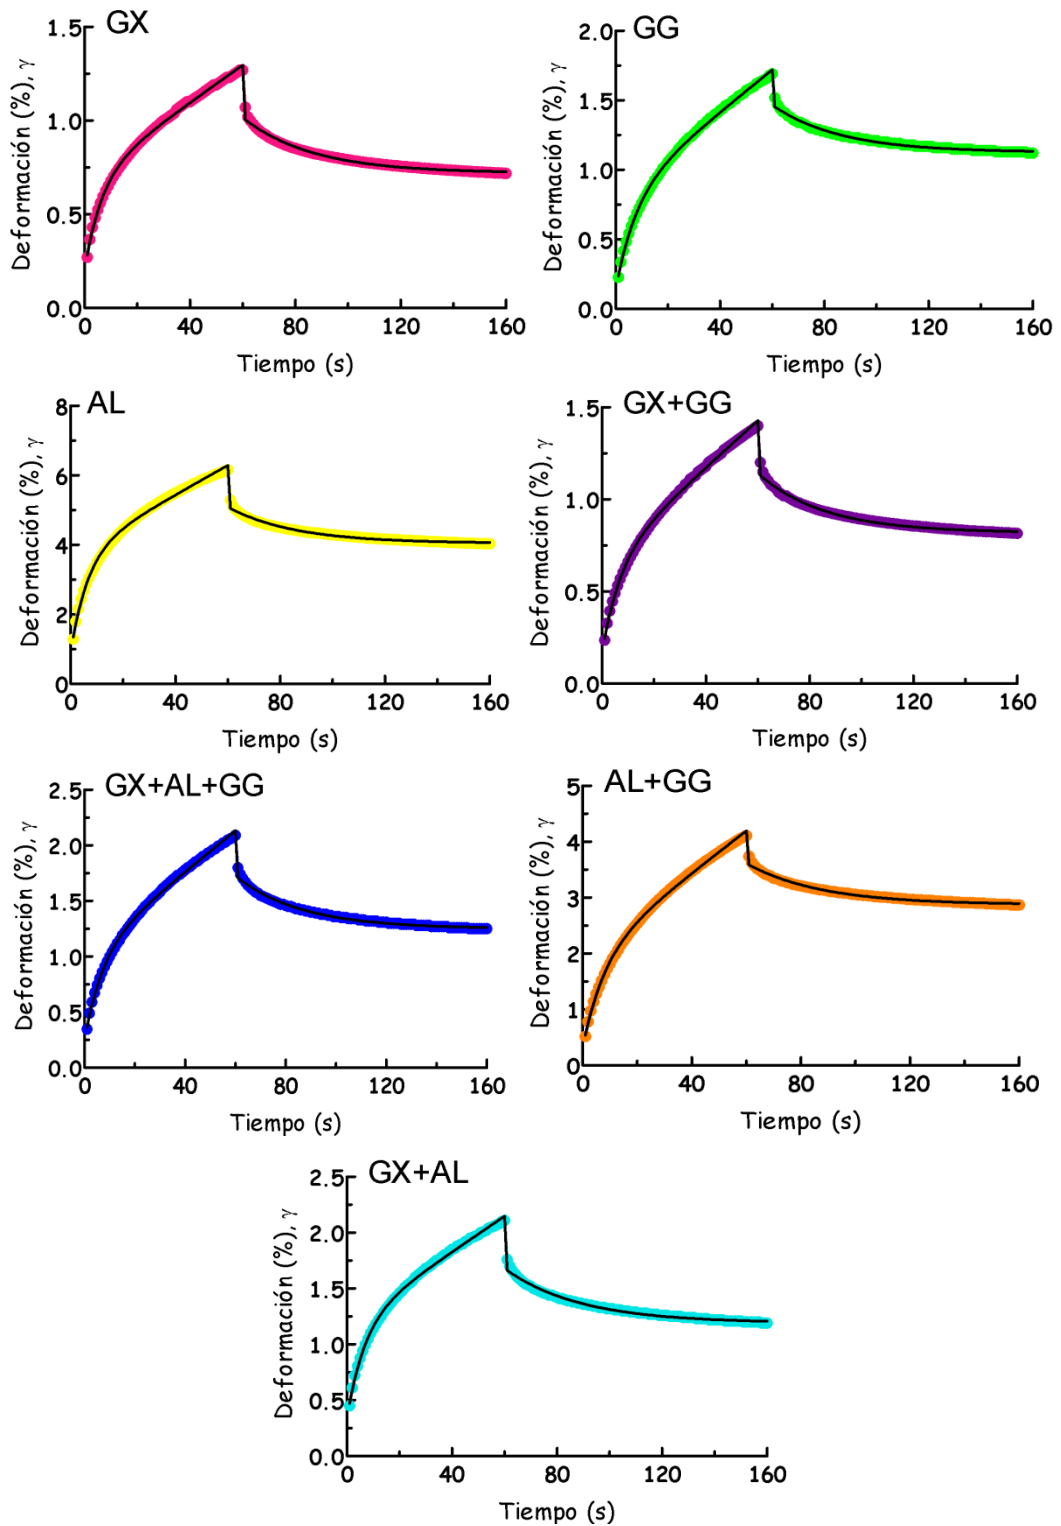 GX
1.5
1.0
0.5
0.0
0 40 80 120 160
Deformación (%), γ
Tiempo (s)
GG
2.0
1.5
1.0
0.5
0.0
0 40 80 120 160
Deformación (%), γ
Tiempo (s)
AL
8
6
4
2
0
0 40 80 120 160
Deformación (%), γ
Tiempo (s)
GX+GG
1.5
1.0
0.5
0.0
0 40 80 120 160
Deformación (%), γ
Tiempo (s)
GX+AL+GG
2.5
2.0
1.5
1.0
0.5
0.0
0 40 80 120 160
Deformación (%), γ
Tiempo (s)
AL+GG
5
4
3
2
1
0
0 40 80 120 160
Deformación (%), γ
Tiempo (s)
GX+AL
2.5
2.0
1.5
1.0
0.5
0.0
0 40 80 120 160
Deformación (%), γ
Tiempo (s)